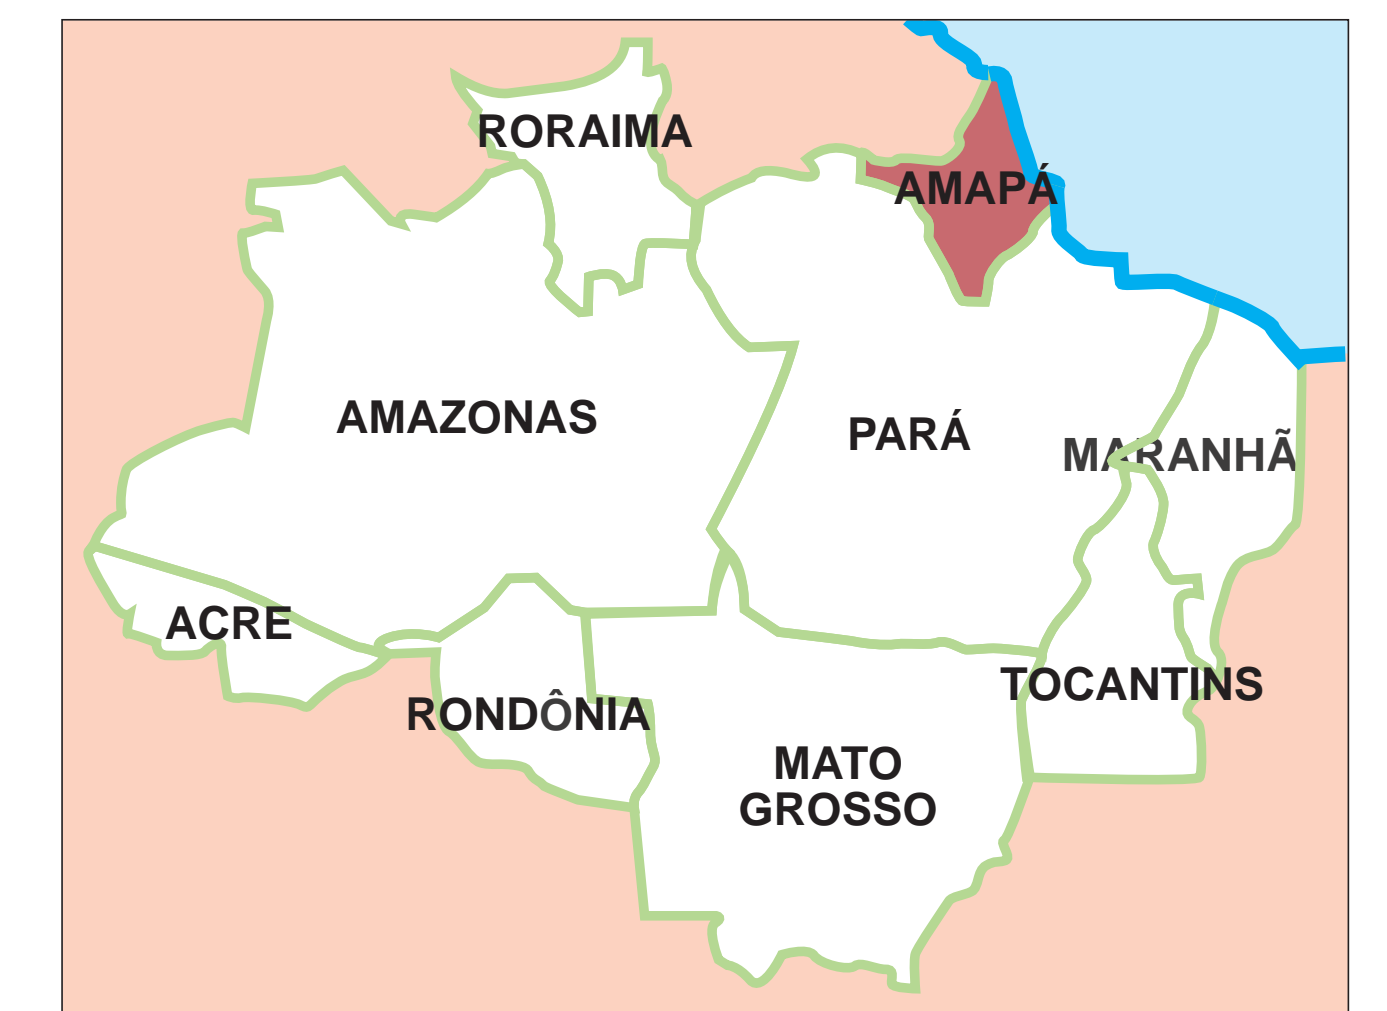 RORAIMA
AMAPÁ
AMAZONAS
PARÁ
MARANHÃ
ACRE
TOCANTINS
RONDÔNIA
MATO
GROSSO